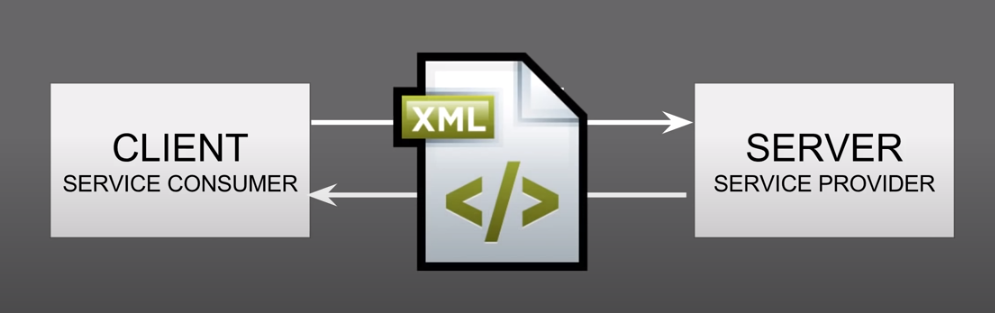 CLIENT
SERVICE CONSUMER
XML
</>
SERVER
SERVICE PROVIDER